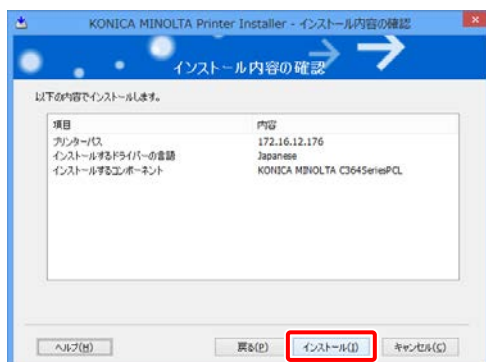 KONICA MINOLTA Printer Installer - インストール内容の確認
インストール内容の確認
以下の内容でインストールします。
項目 内容
プリンターパス 172.16.12.176
インストールするドライバーの言語 Japanese
インストールするコンポーネント KONICA MINOLTA C364SeriesPCL
ヘルプ(H) 戻る(P) インストール(I) キャンセル(C)